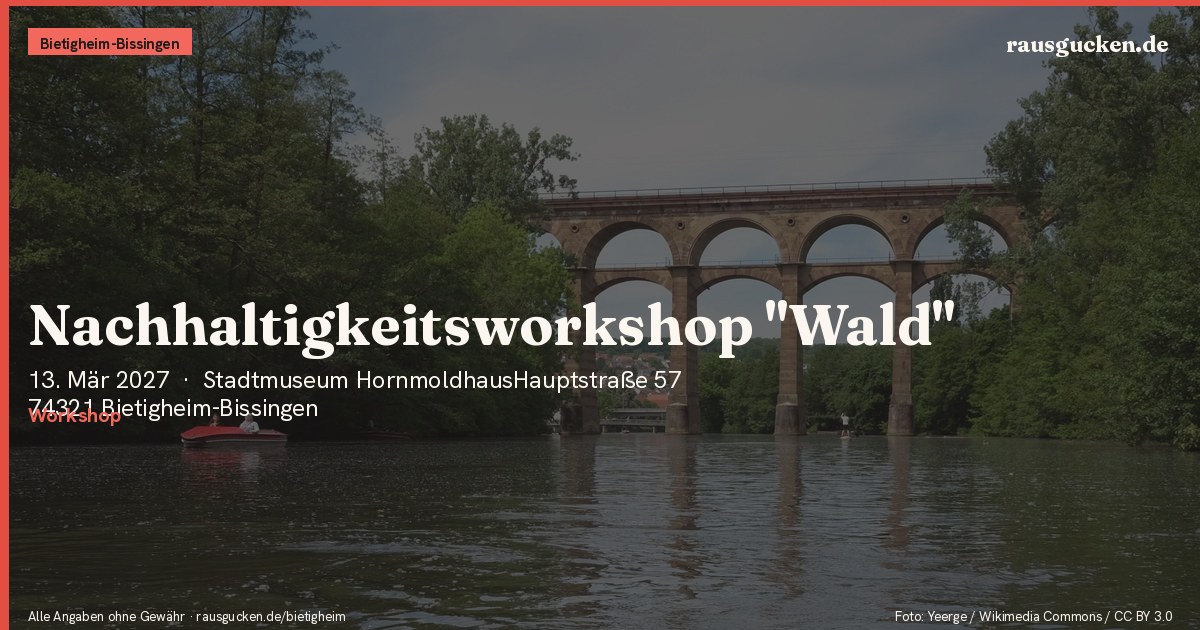 Bietigheim-Bissingen
rausgucken.de
Nachhaltigkeitsworkshop "Wald"
13. Mär 2027 · Stadtmuseum HornmoldhausHauptstraße 57
74321 Bietigheim-Bissingen
Workshop
Alle Angaben ohne Gewähr · rausgucken.de/bietigheim
Foto: Yeerge / Wikimedia Commons / CC BY 3.0